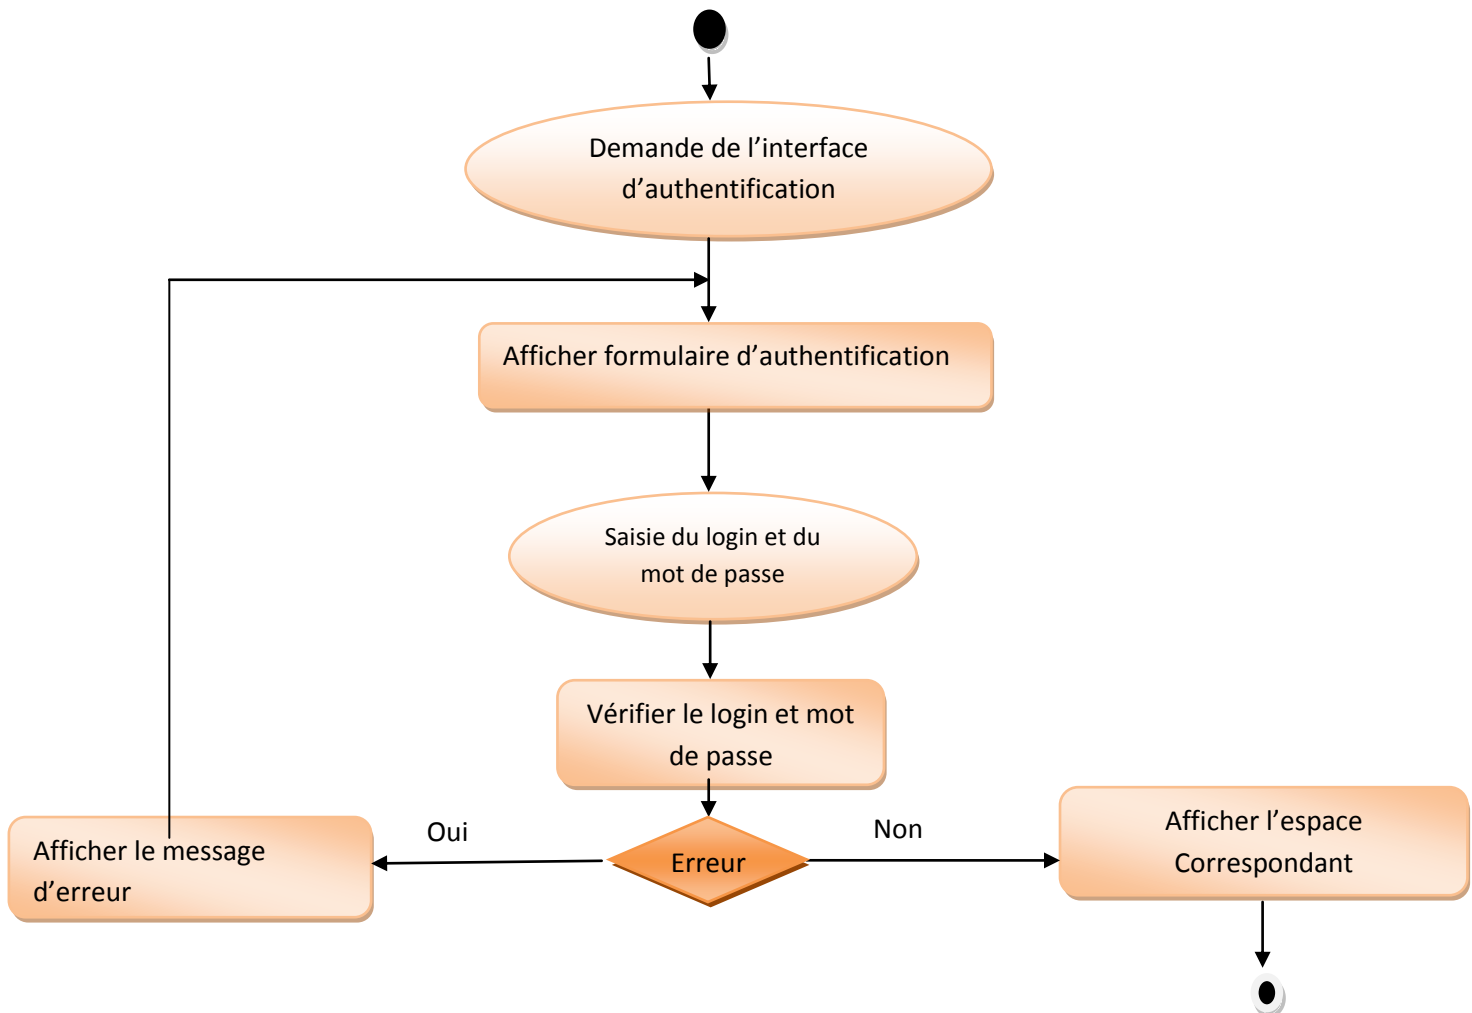 Demande de l’interface
d’authentification
Afficher formulaire d’authentification
Saisie du login et du
mot de passe
Vérifier le login et mot
de passe
Erreur
Oui
Non
Afficher le message
d’erreur
Afficher l’espace
Correspondant